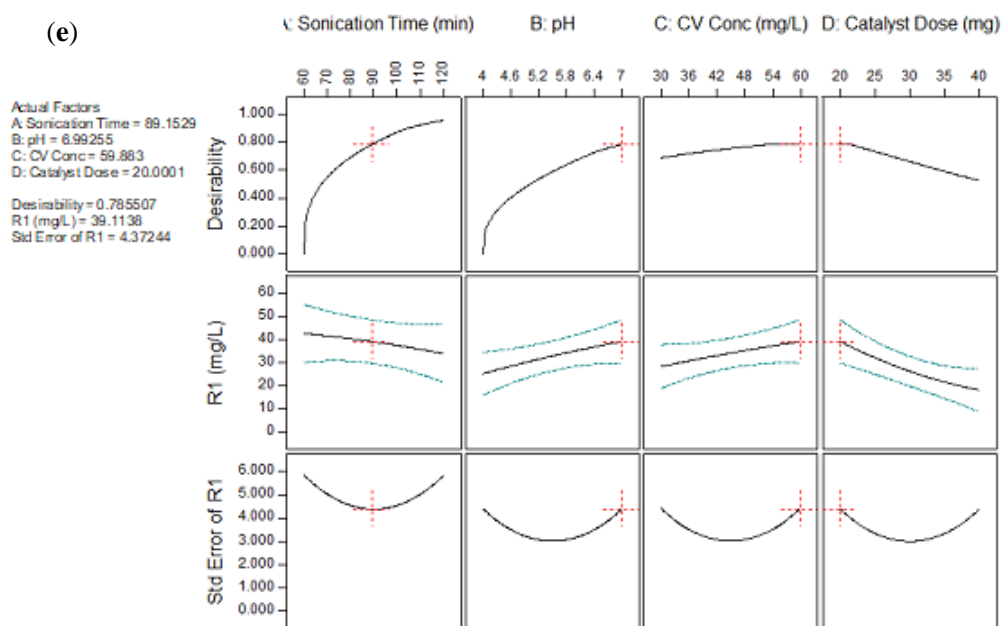 (e)
A: Sonication Time (min)
B: pH
C: CV Conc (mg/L)
D: Catalyst Dose (mg)
60 70 80 90 100 110 120
4 4.6 5.2 5.8 6.4 7
30 36 42 48 54 60
20 25 30 35 40
Actual Factors
A: Sonication Time = 89.1529
B: pH = 6.99255
C: CV Conc = 59.883
D: Catalyst Dose = 20.0001
Desirability = 0.785507
R1 (mg/L) = 39.1138
Std Error of R1 = 4.37244
Desirability
1.000
0.800
0.600
0.400
0.200
0.000
R1 (mg/L)
60
50
40
30
20
10
0
Std Error of R1
6.000
5.000
4.000
3.000
2.000
1.000
0.000